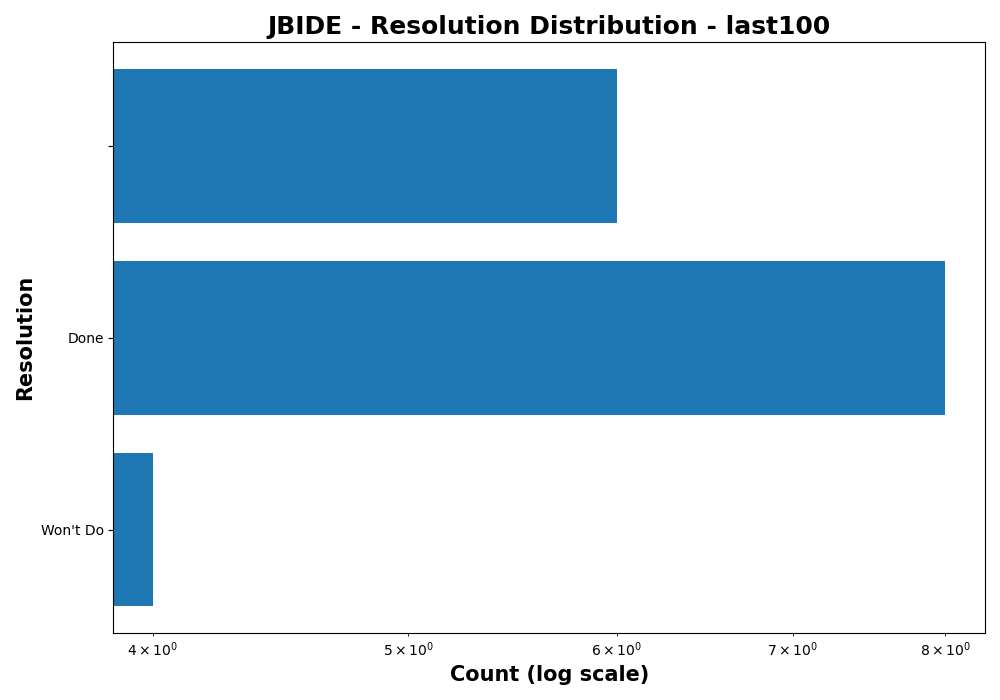 JBIDE - Resolution Distribution - last100
Resolution
Done
Won't Do
4 × 10⁰
5 × 10⁰
6 × 10⁰
7 × 10⁰
8 × 10⁰
Count (log scale)